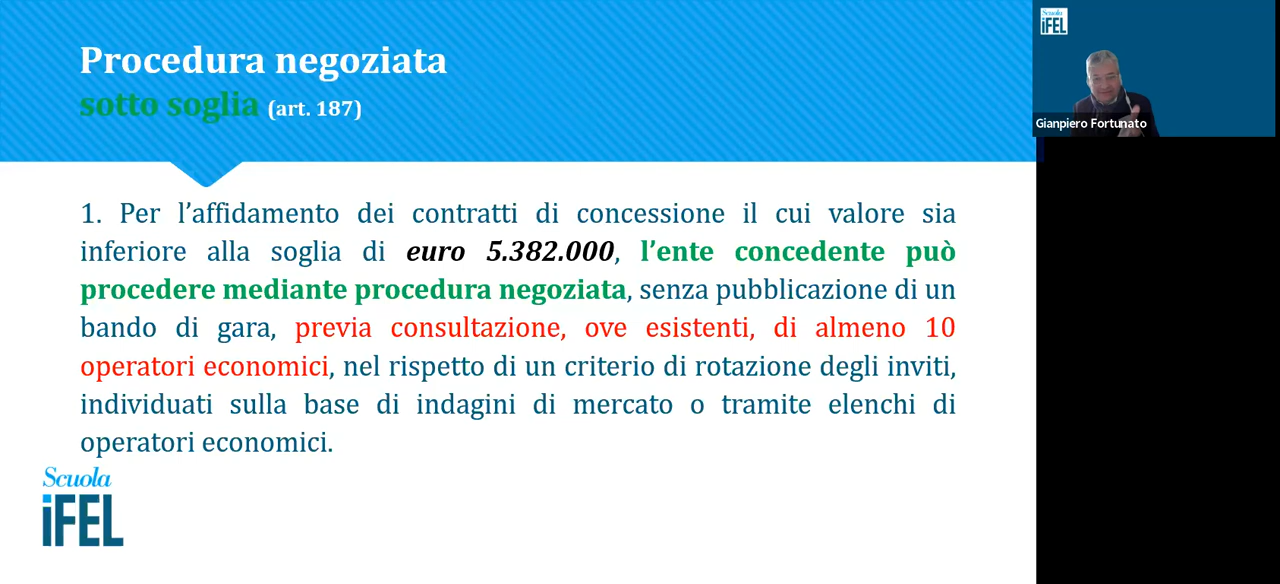 Procedura negoziata
sotto soglia (art. 187)
1. Per l’affidamento dei contratti di concessione il cui valore sia
inferiore alla soglia di euro 5.382.000, l’ente concedente può
procedere mediante procedura negoziata, senza pubblicazione di un
bando di gara, previa consultazione, ove esistenti, di almeno 10
operatori economici, nel rispetto di un criterio di rotazione degli inviti,
individuati sulla base di indagini di mercato o tramite elenchi di
operatori economici.
Scuola
iFEL
Scuola
iFEL
Gianpiero Fortunato